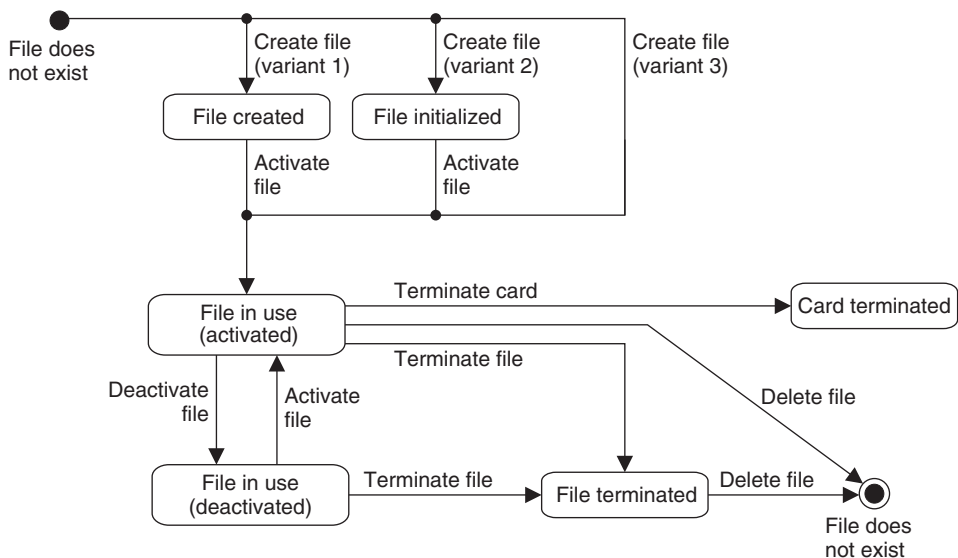 File does
not exist
Create file
(variant 1)
Create file
(variant 2)
Create file
(variant 3)
File created
File initialized
Activate
file
Activate
file
File in use
(activated)
Terminate card
Card terminated
Terminate file
Deactivate
file
Activate
file
Delete file
File in use
(deactivated)
Terminate file
File terminated
Delete file
File does
not exist